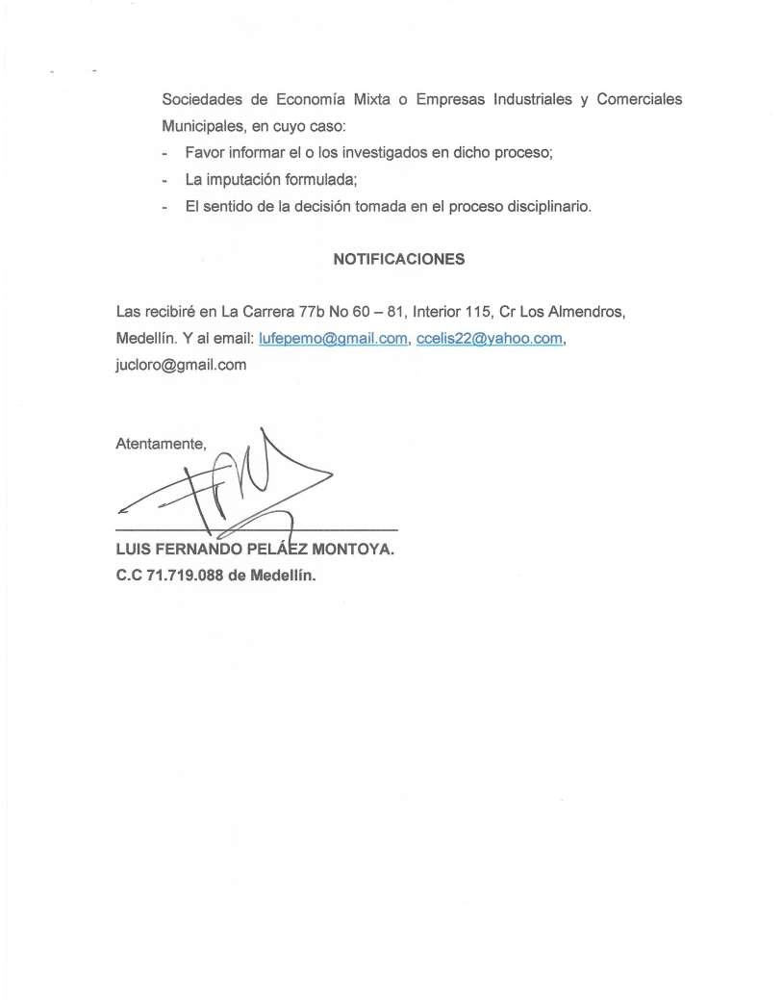 Sociedades de Economía Mixta o Empresas Industriales y Comerciales
Municipales, en cuyo caso:
- Favor informar el o los investigados en dicho proceso;
- La imputación formulada;
- El sentido de la decisión tomada en el proceso disciplinario.
NOTIFICACIONES
Las recibiré en La Carrera 77b No 60 – 81, Interior 115, Cr Los Almendros,
Medellín. Y al email: lufepemo@gmail.com, ccelis22@yahoo.com,
jucloro@gmail.com
Atentamente,
LUIS FERNANDO PELÁEZ MONTOYA.
C.C 71.719.088 de Medellín.